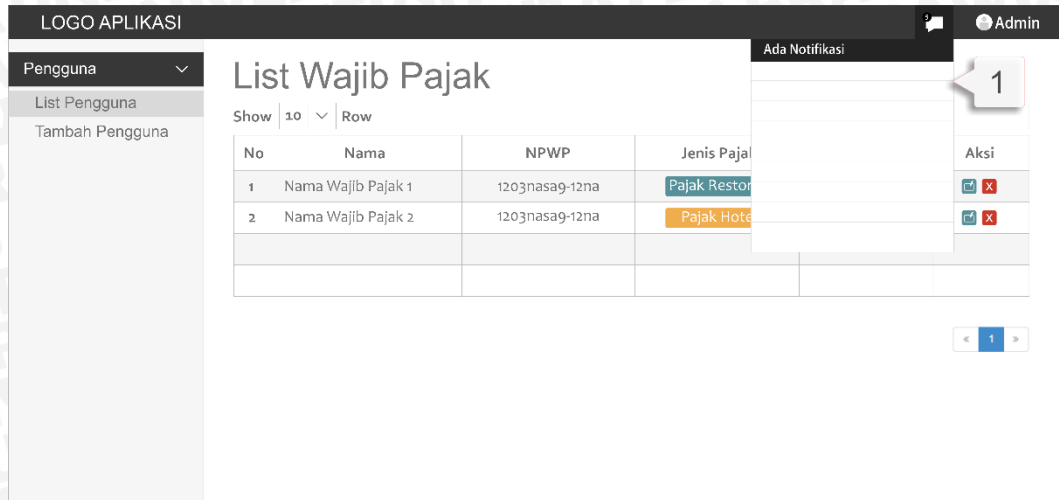 LOGO APLIKASI
Admin
Ada Notifikasi
1
Pengguna
List Pengguna
Tambah Pengguna
List Wajib Pajak
Show 10 Row
No Nama NPWP Jenis Pajak Aksi
1 Nama Wajib Pajak 1 1203nasa9-12na Pajak Restor X
2 Nama Wajib Pajak 2 1203nasa9-12na Pajak Hote X
« 1 »